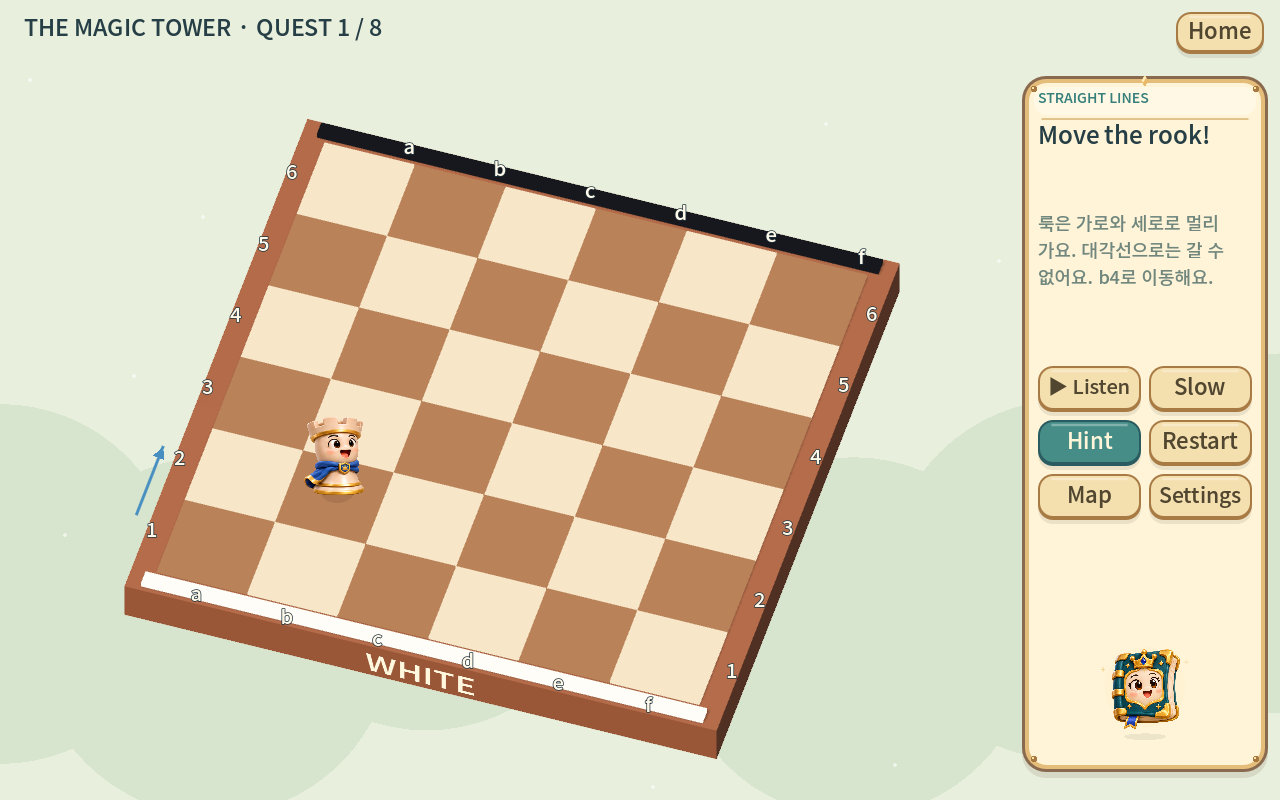 THE MAGIC TOWER · QUEST 1 / 8
Home
STRAIGHT LINES
Move the rook!
룩은 가로와 세로로 멀리
가요. 대각선으로는 갈 수
없어요. b4로 이동해요.
▶ Listen
Slow
Hint
Restart
Map
Settings
a b c d e f
6 6
5 5
4 4
3 3
2 2
1 1
a b c d e f
WHITE